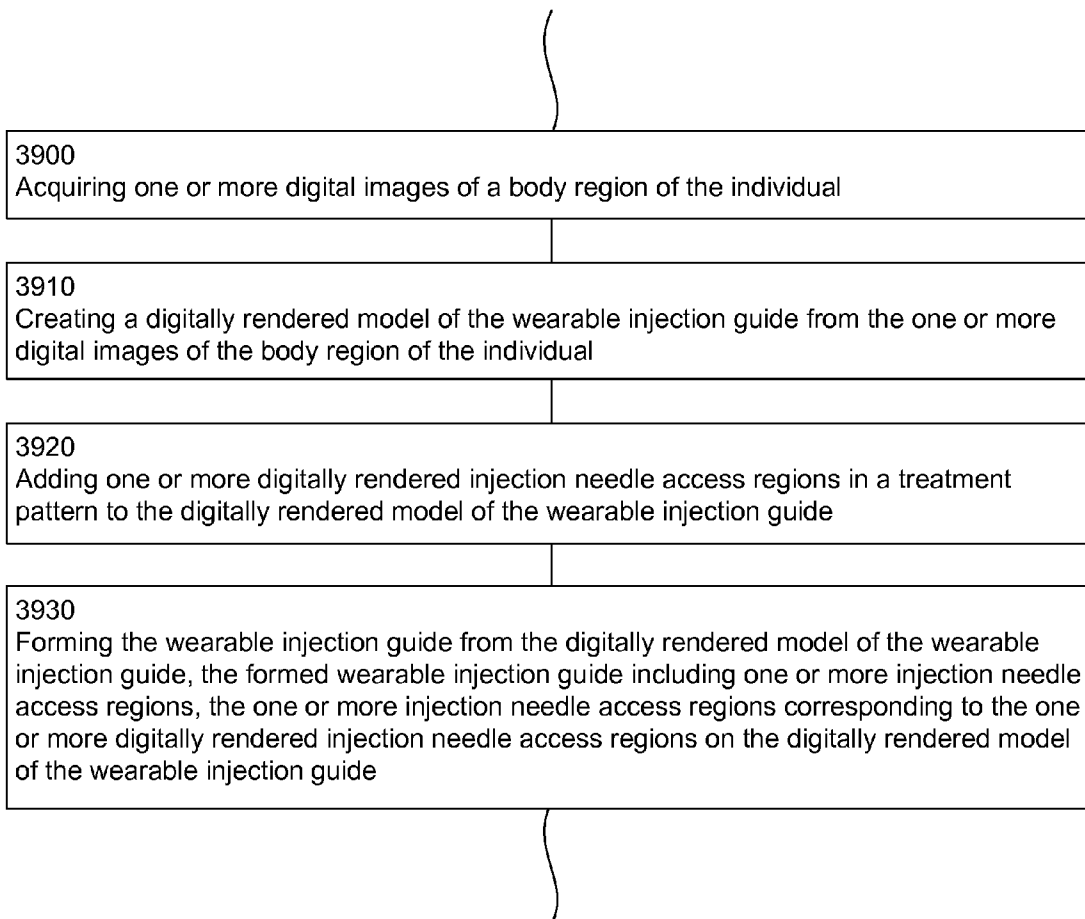 3900
Acquiring one or more digital images of a body region of the individual
3910
Creating a digitally rendered model of the wearable injection guide from the one or more
digital images of the body region of the individual
3920
Adding one or more digitally rendered injection needle access regions in a treatment
pattern to the digitally rendered model of the wearable injection guide
3930
Forming the wearable injection guide from the digitally rendered model of the wearable
injection guide, the formed wearable injection guide including one or more injection needle
access regions, the one or more injection needle access regions corresponding to the one
or more digitally rendered injection needle access regions on the digitally rendered model
of the wearable injection guide